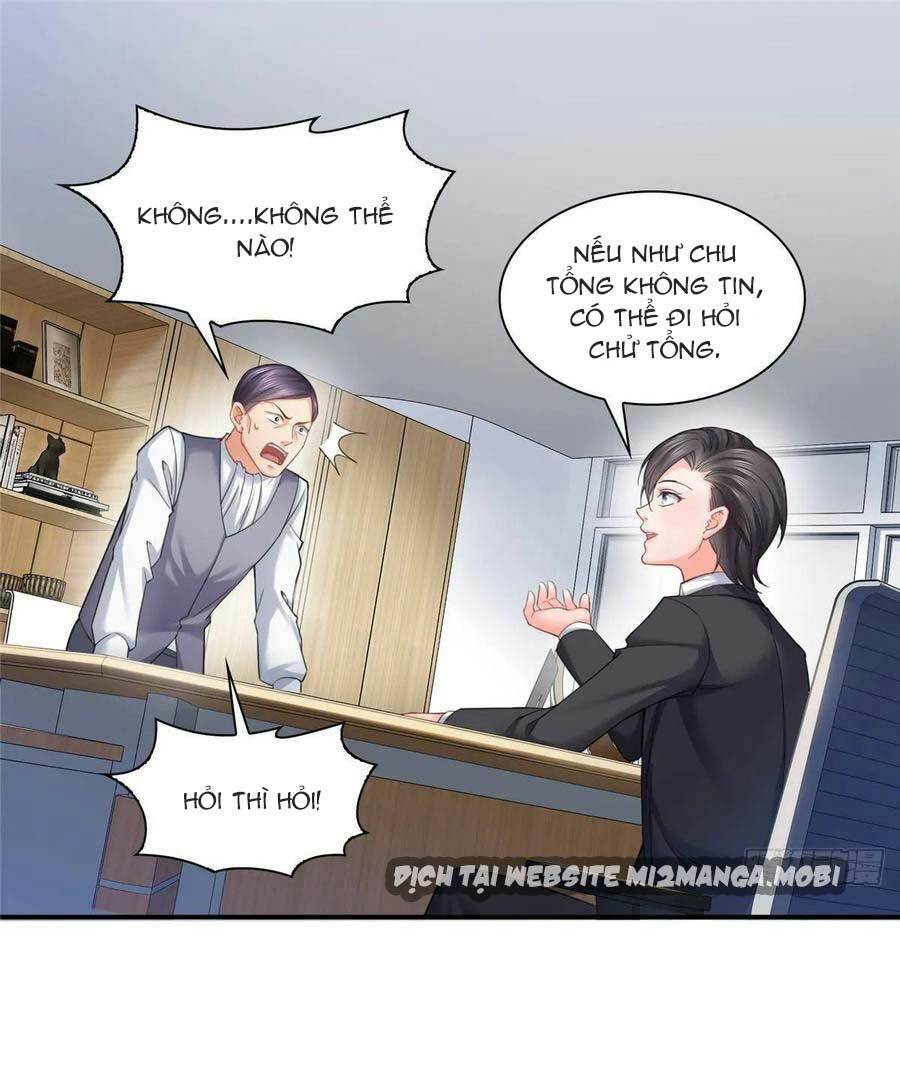 KHÔNG....KHÔNG THỂ
NÀO!
NẾU NHƯ CHU
TỔNG KHÔNG TIN,
CÓ THỂ ĐI HỎI
CHỬ TỔNG.
HỎI THÌ HỎI!
DỊCH TẠI WEBSITE MI2MANGA.MOBI